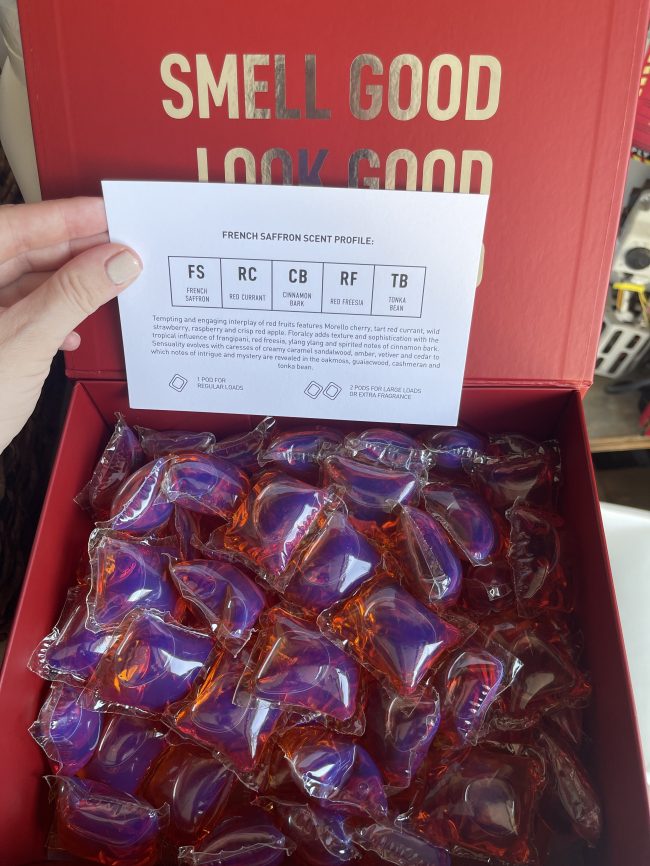 SMELL GOOD
LOOK GOOD
FRENCH SAFFRON SCENT PROFILE:
FS
FRENCH
SAFFRON
RC
RED CURRANT
CB
CINNAMON
BARK
RF
RED FREESIA
TB
TONKA
BEAN
Tempting and engaging interplay of red fruits features Morello cherry, tart red currant, wild
strawberry, raspberry and crisp red apple. Floralcy adds texture and sophistication with the
tropical influence of frangipani, red freesia, ylang ylang and spirited notes of cinnamon bark.
Sensuality evolves with caresses of creamy caramel sandalwood, amber, vetiver and cedar to
which notes of intrigue and mystery are revealed in the oakmoss, guaiacwood, cashmeran and
tonka bean.
1 POD FOR
REGULAR LOADS
2 PODS FOR LARGE LOADS
OR EXTRA FRAGRANCE